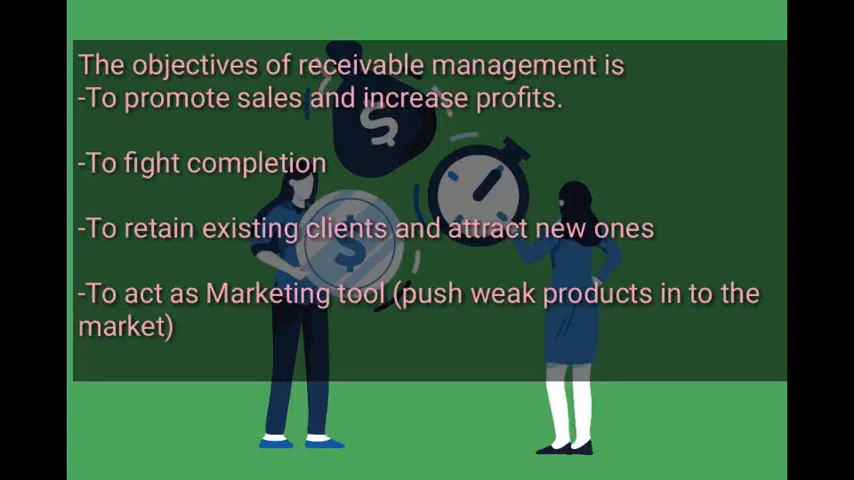 The objectives of receivable management is
-To promote sales and increase profits.
-To fight completion
-To retain existing clients and attract new ones
-To act as Marketing tool (push weak products in to the
market)